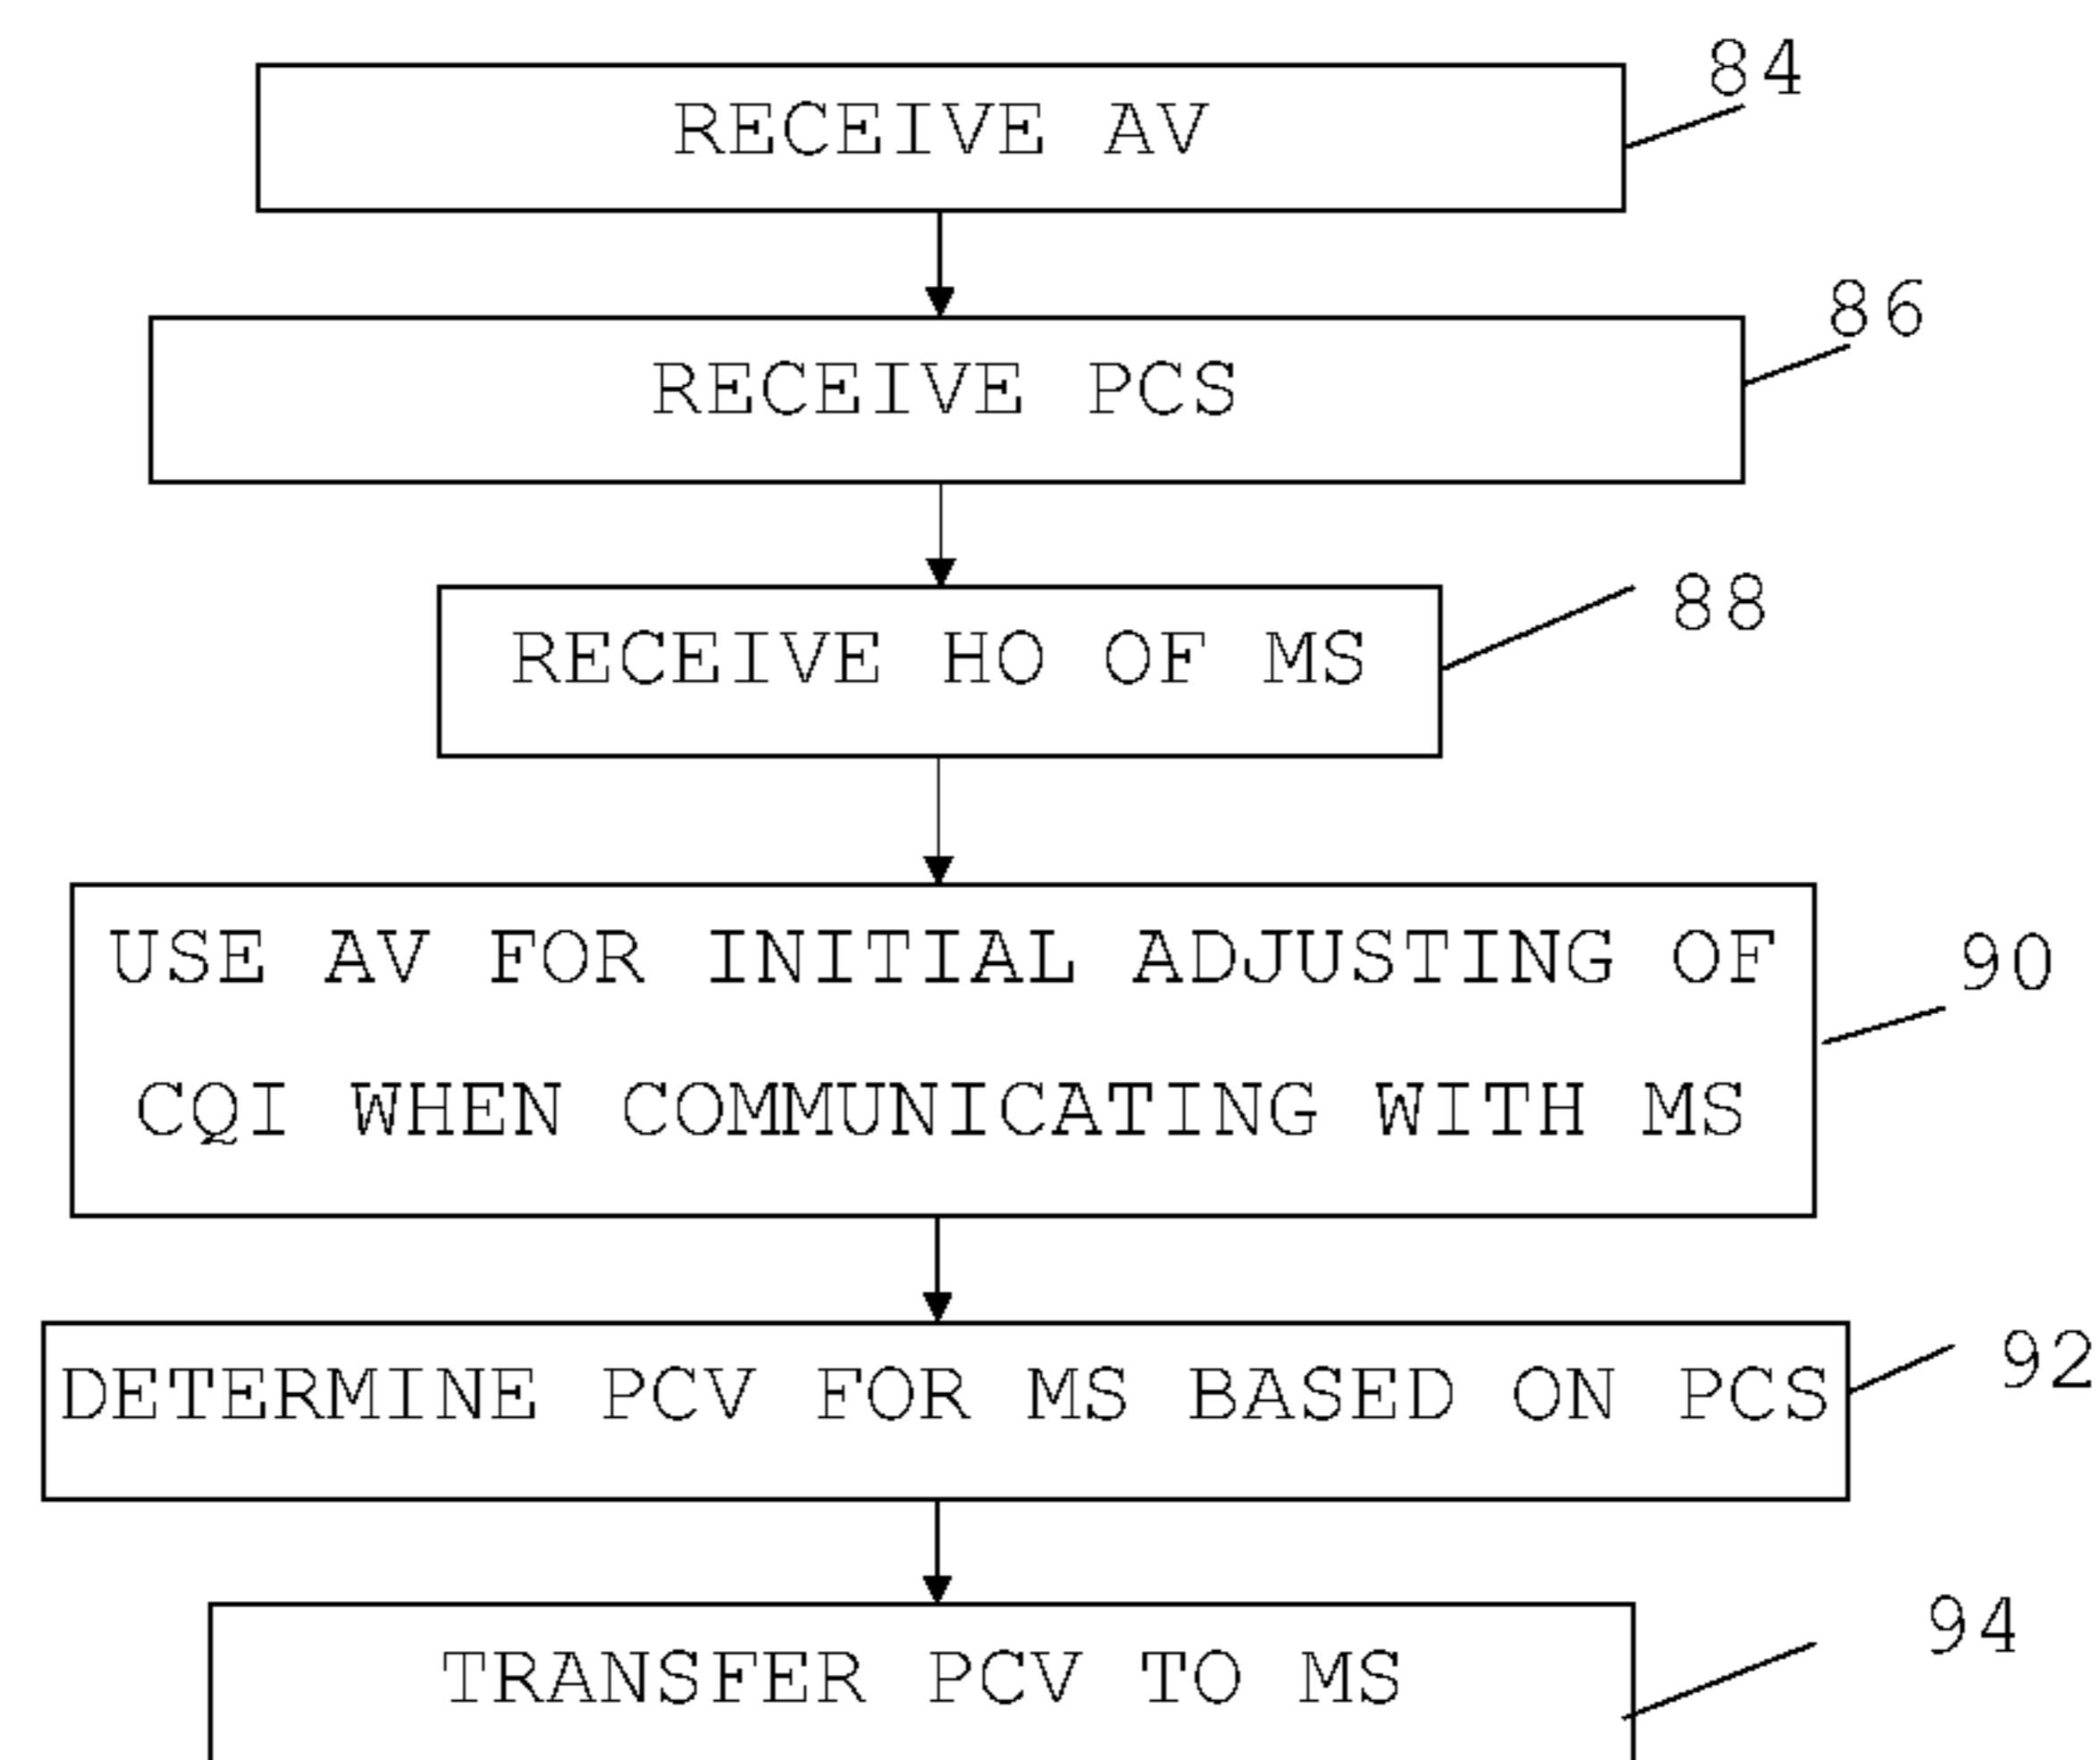 84
RECEIVE AV
86
RECEIVE PCS
88
RECEIVE HO OF MS
90
USE AV FOR INITIAL ADJUSTING OF
CQI WHEN COMMUNICATING WITH MS
92
DETERMINE PCV FOR MS BASED ON PCS
94
TRANSFER PCV TO MS